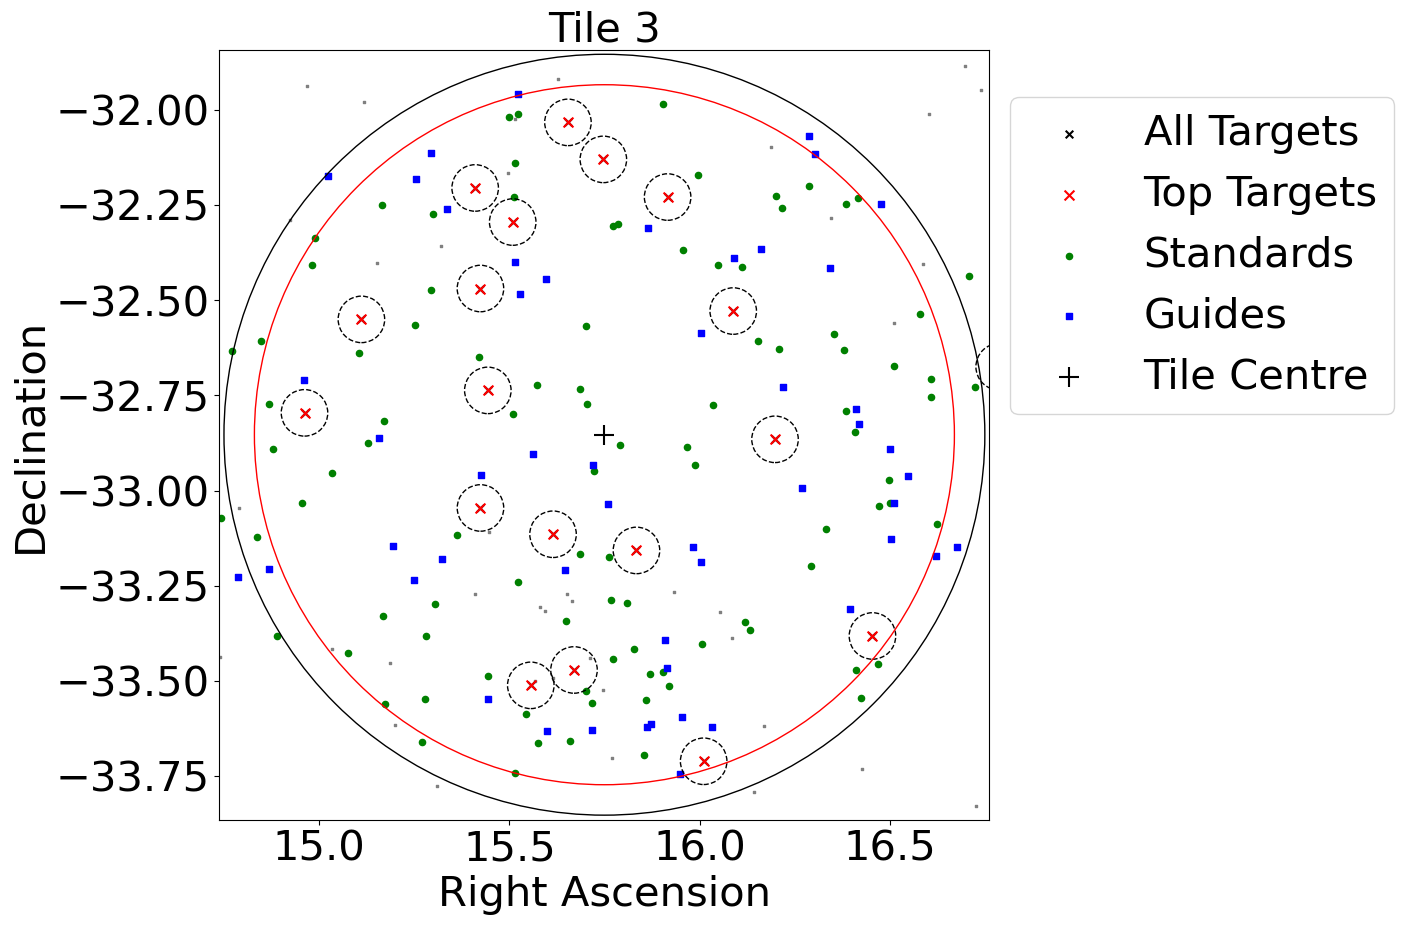 Tile 3
−32.00
−32.25
−32.50
−32.75
−33.00
−33.25
−33.50
−33.75
Declination
15.0 15.5 16.0 16.5
Right Ascension
All Targets
Top Targets
Standards
Guides
Tile Centre